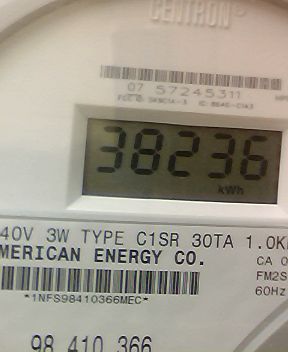 CENTRON®
07 57245311
38236
kWh
40V 3W TYPE C1SR 30TA 1.0K
MERICAN ENERGY CO.
CA 0
FM2S
*1NFS98410366MEC*
60Hz
98 410 366